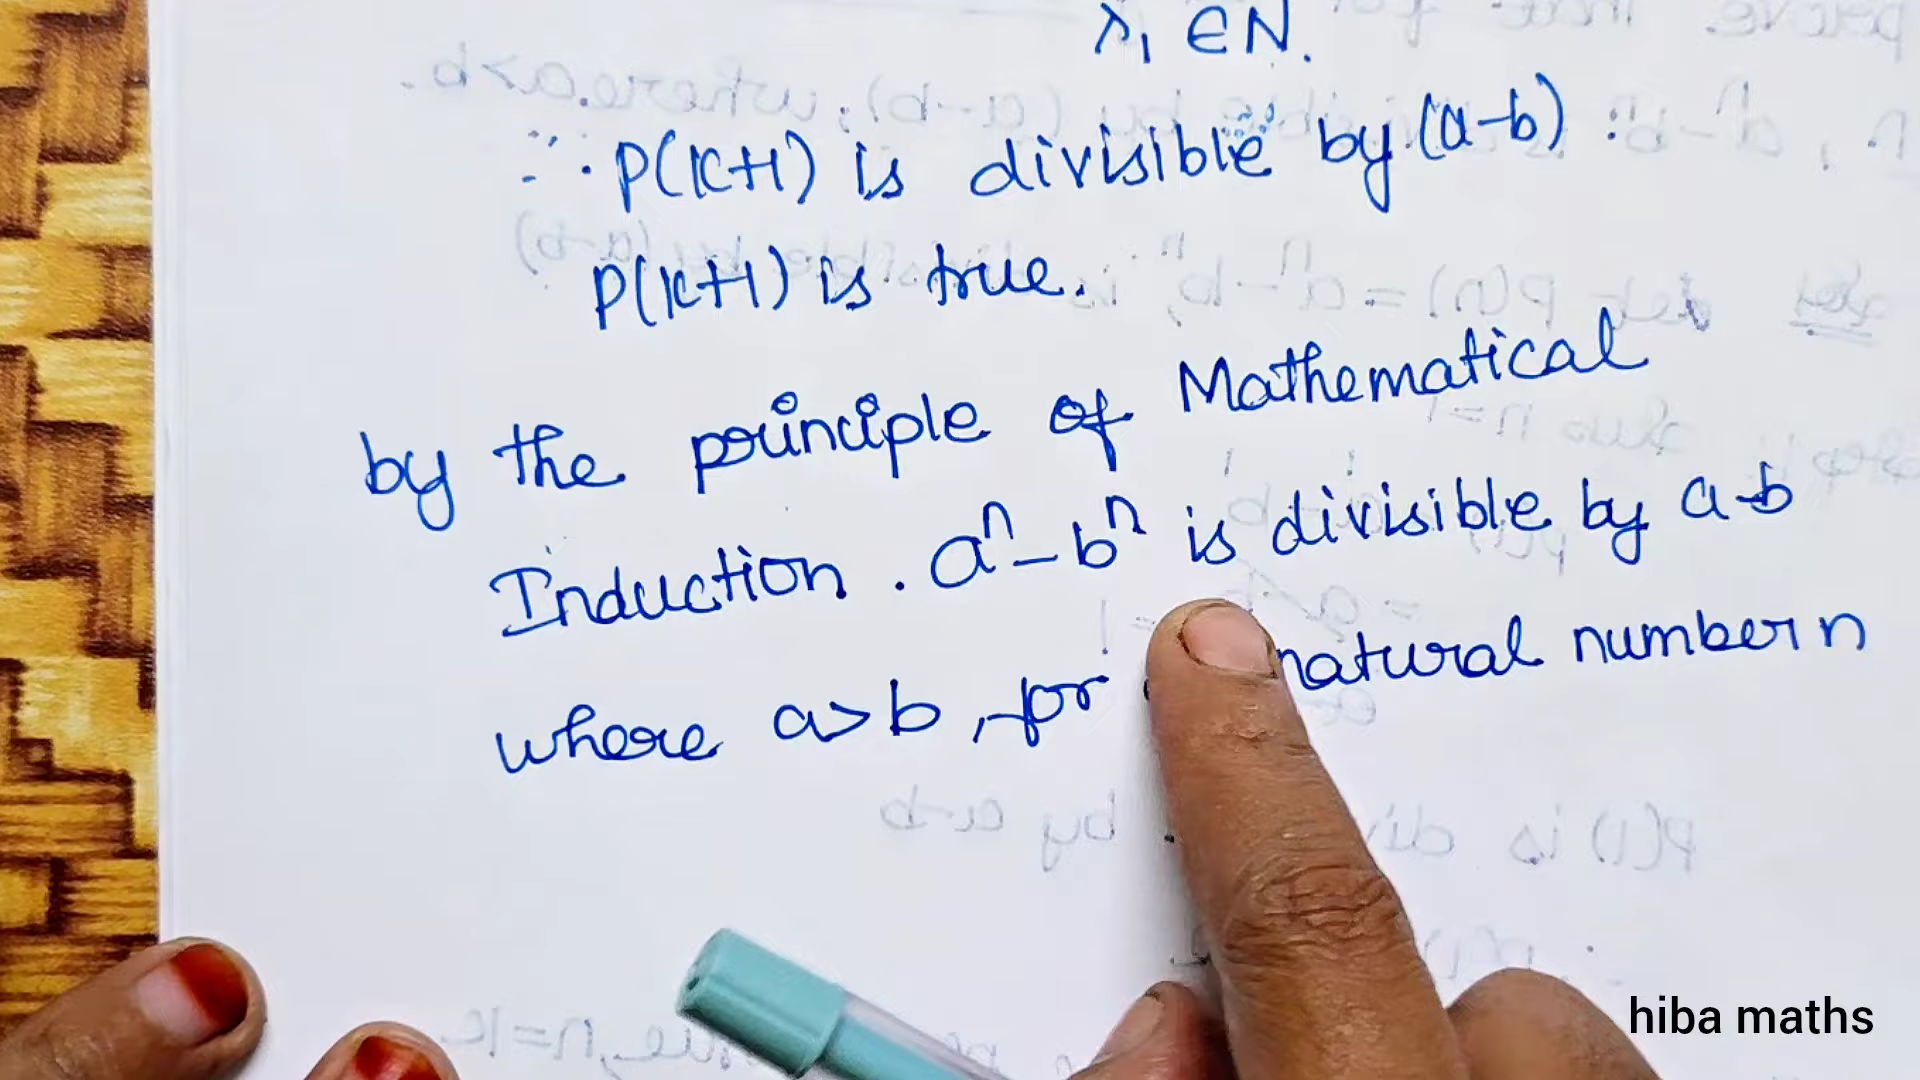 λ, ∈ N.
∴ P(k+1) is divisible by (a-b).
P(k+1) is true.
by the principle of Mathematical
Induction. aⁿ - bⁿ is divisible by a-b
where a>b, for natural number n
hiba maths